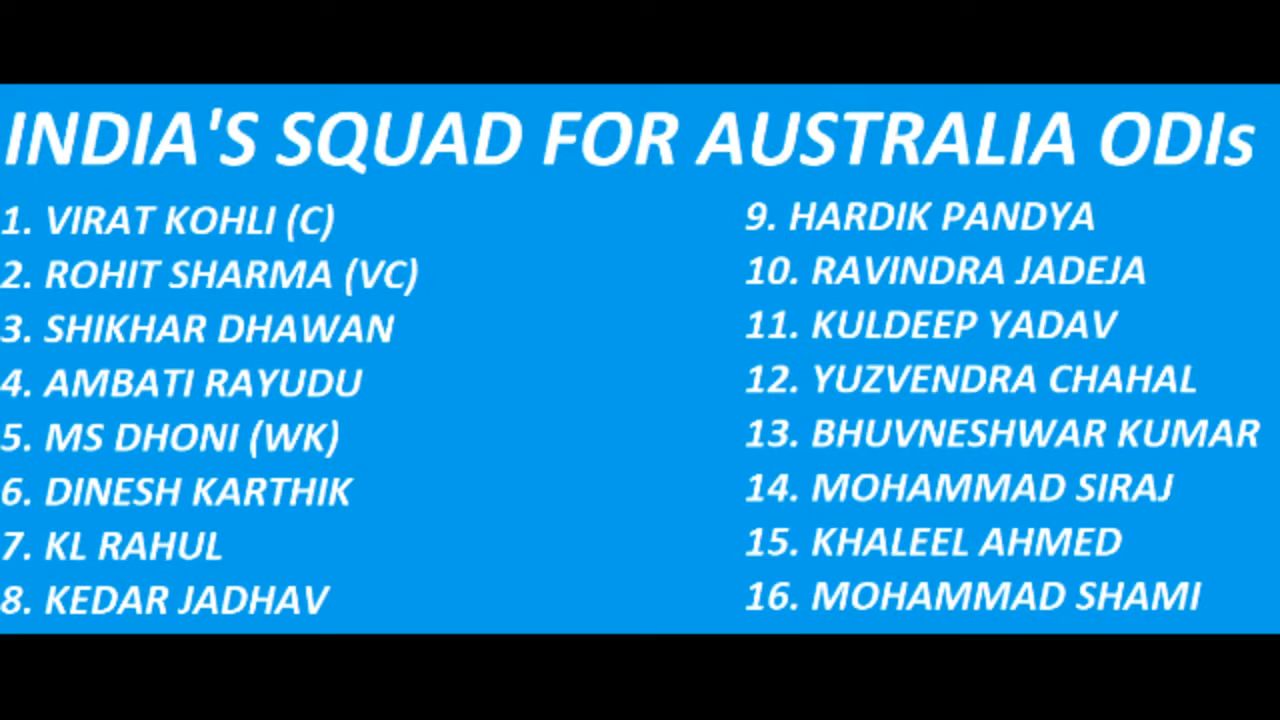 INDIA'S SQUAD FOR AUSTRALIA ODIs
1. VIRAT KOHLI (C)
2. ROHIT SHARMA (VC)
3. SHIKHAR DHAWAN
4. AMBATI RAYUDU
5. MS DHONI (WK)
6. DINESH KARTHIK
7. KL RAHUL
8. KEDAR JADHAV
9. HARDIK PANDYA
10. RAVINDRA JADEJA
11. KULDEEP YADAV
12. YUZVENDRA CHAHAL
13. BHUVNESHWAR KUMAR
14. MOHAMMAD SIRAJ
15. KHALEEL AHMED
16. MOHAMMAD SHAMI